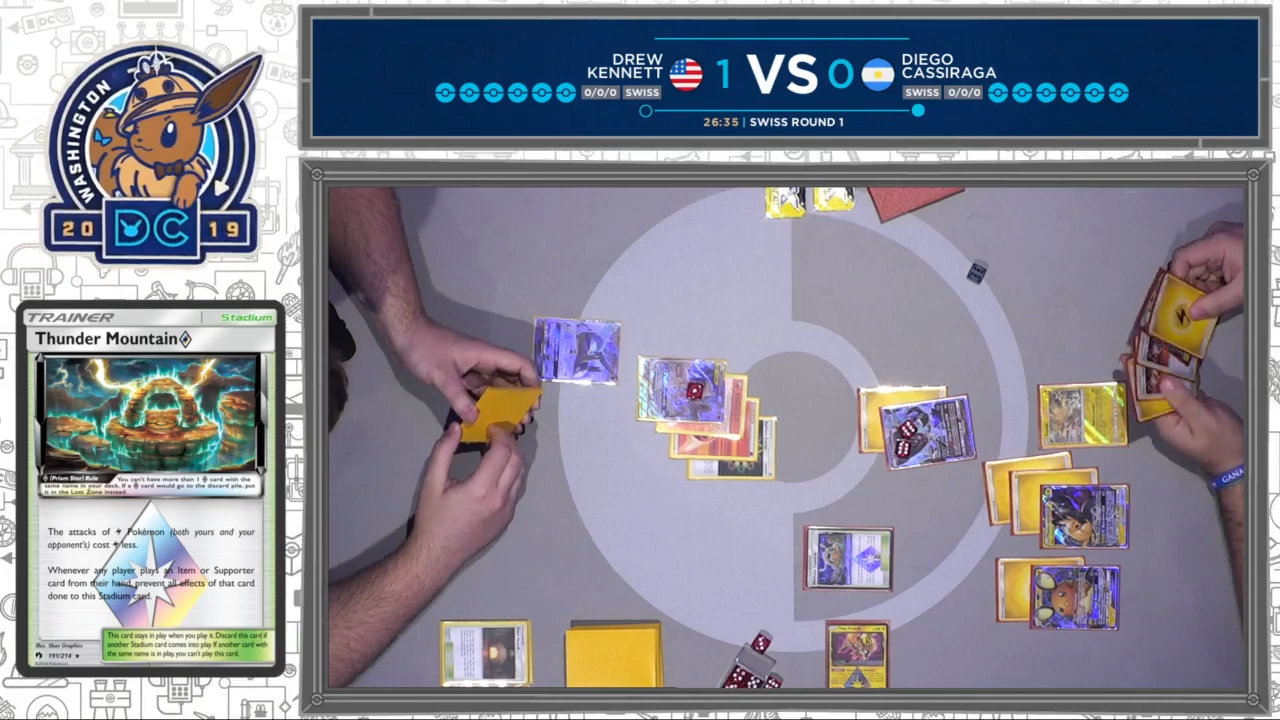 WASHINGTON
20 DC 19
DREW
KENNETT
1 VS 0
DIEGO
CASSIRAGA
0/0/0 SWISS
SWISS 0/0/0
26:35 | SWISS ROUND 1
TRAINER
Stadium
Thunder Mountain
(Prism Star) Rule
You can't have more than 1 card with the
same name in your deck. If a card would go to the discard pile, put
it in the Lost Zone instead.
The attacks of Pokémon (both yours and your
opponent's) cost less.
Whenever any player plays an Item or Supporter
card from their hand, prevent all effects of that card
done to this Stadium card.
This card stays in play when you play it. Discard this card if
another Stadium card comes into play. If another card with
the same name is in play, you can't play this card.
Illus. 5ban Graphics
191/214
GANA